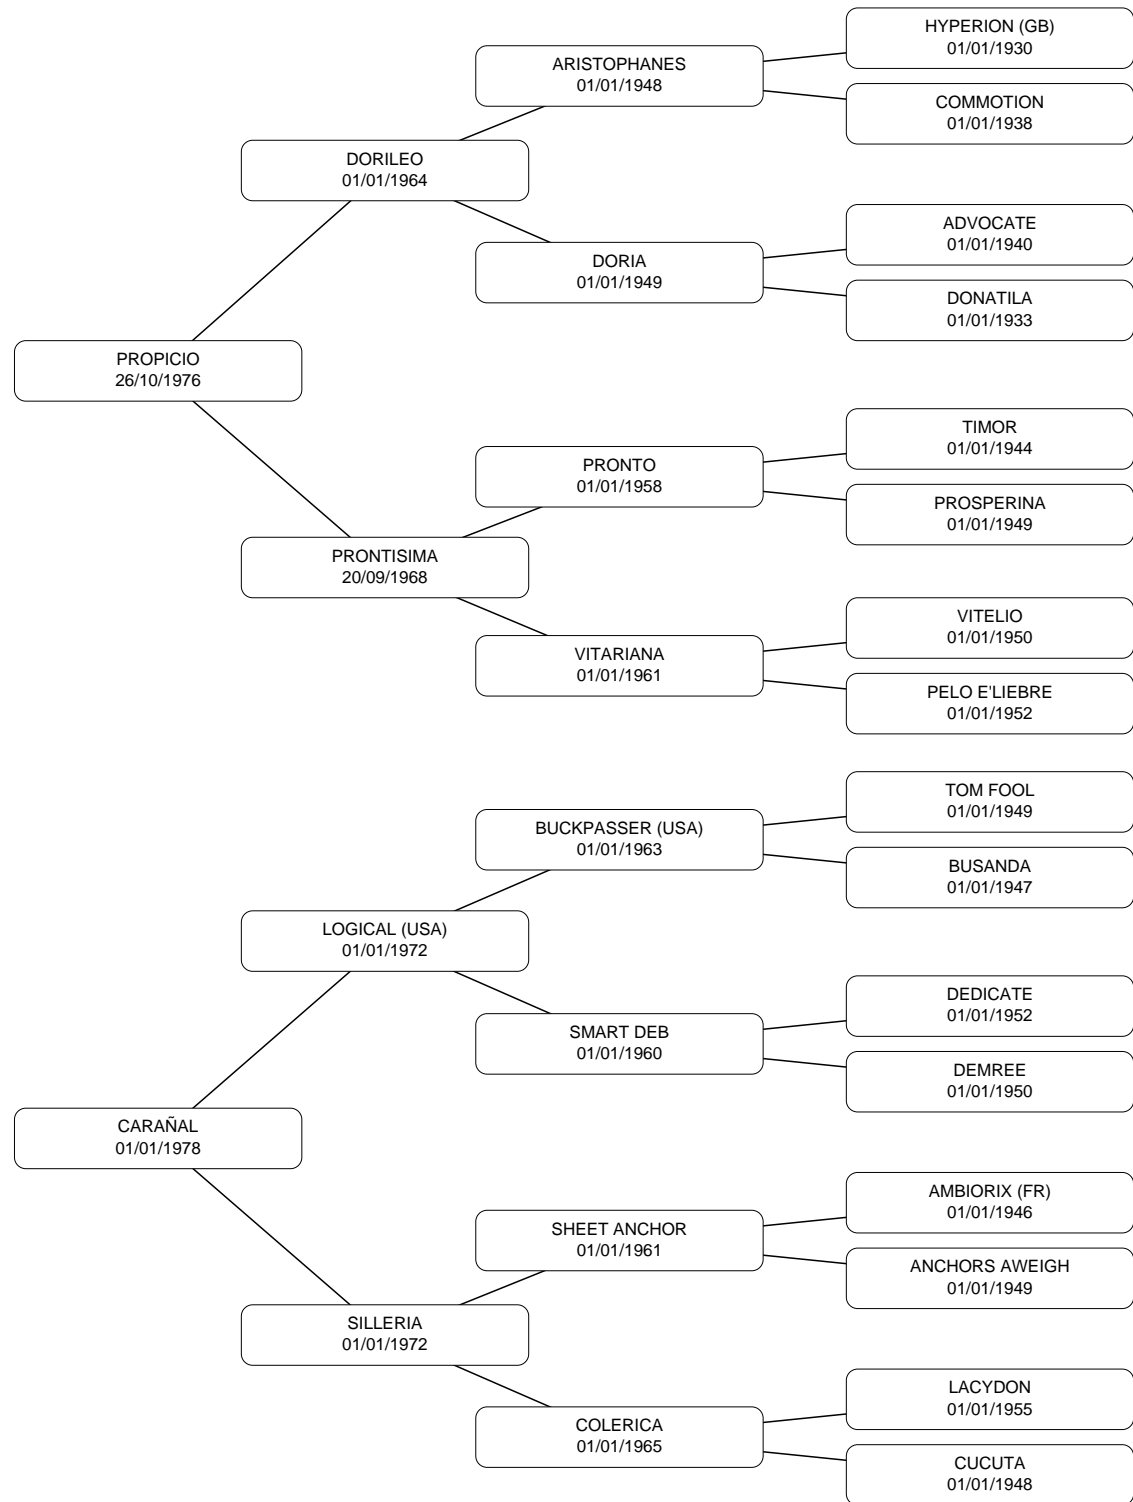 HYPERION (GB)
01/01/1930
ARISTOPHANES
01/01/1948
COMMOTION
01/01/1938
DORILEO
01/01/1964
ADVOCATE
01/01/1940
DORIA
01/01/1949
DONATILA
01/01/1933
PROPICIO
26/10/1976
TIMOR
01/01/1944
PRONTO
01/01/1958
PROSPERINA
01/01/1949
PRONTISIMA
20/09/1968
VITELIO
01/01/1950
VITARIANA
01/01/1961
PELO E'LIEBRE
01/01/1952
TOM FOOL
01/01/1949
BUCKPASSER (USA)
01/01/1963
BUSANDA
01/01/1947
LOGICAL (USA)
01/01/1972
DEDICATE
01/01/1952
SMART DEB
01/01/1960
DEMREE
01/01/1950
CARAÑAL
01/01/1978
AMBIORIX (FR)
01/01/1946
SHEET ANCHOR
01/01/1961
ANCHORS AWEIGH
01/01/1949
SILLERIA
01/01/1972
LACYDON
01/01/1955
COLERICA
01/01/1965
CUCUTA
01/01/1948